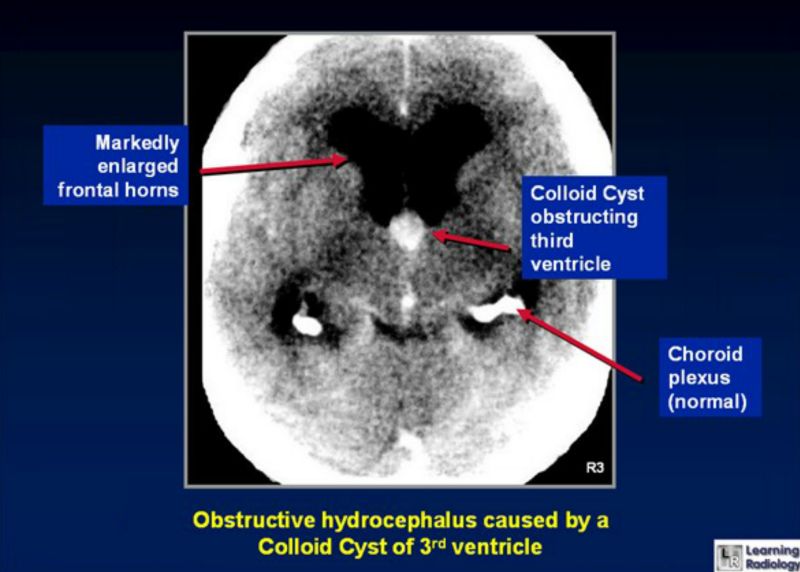 Markedly
enlarged
frontal horns
Colloid Cyst
obstructing
third
ventricle
Choroid
plexus
(normal)
R3
Obstructive hydrocephalus caused by a
Colloid Cyst of 3rd ventricle
LR
Learning
Radiology